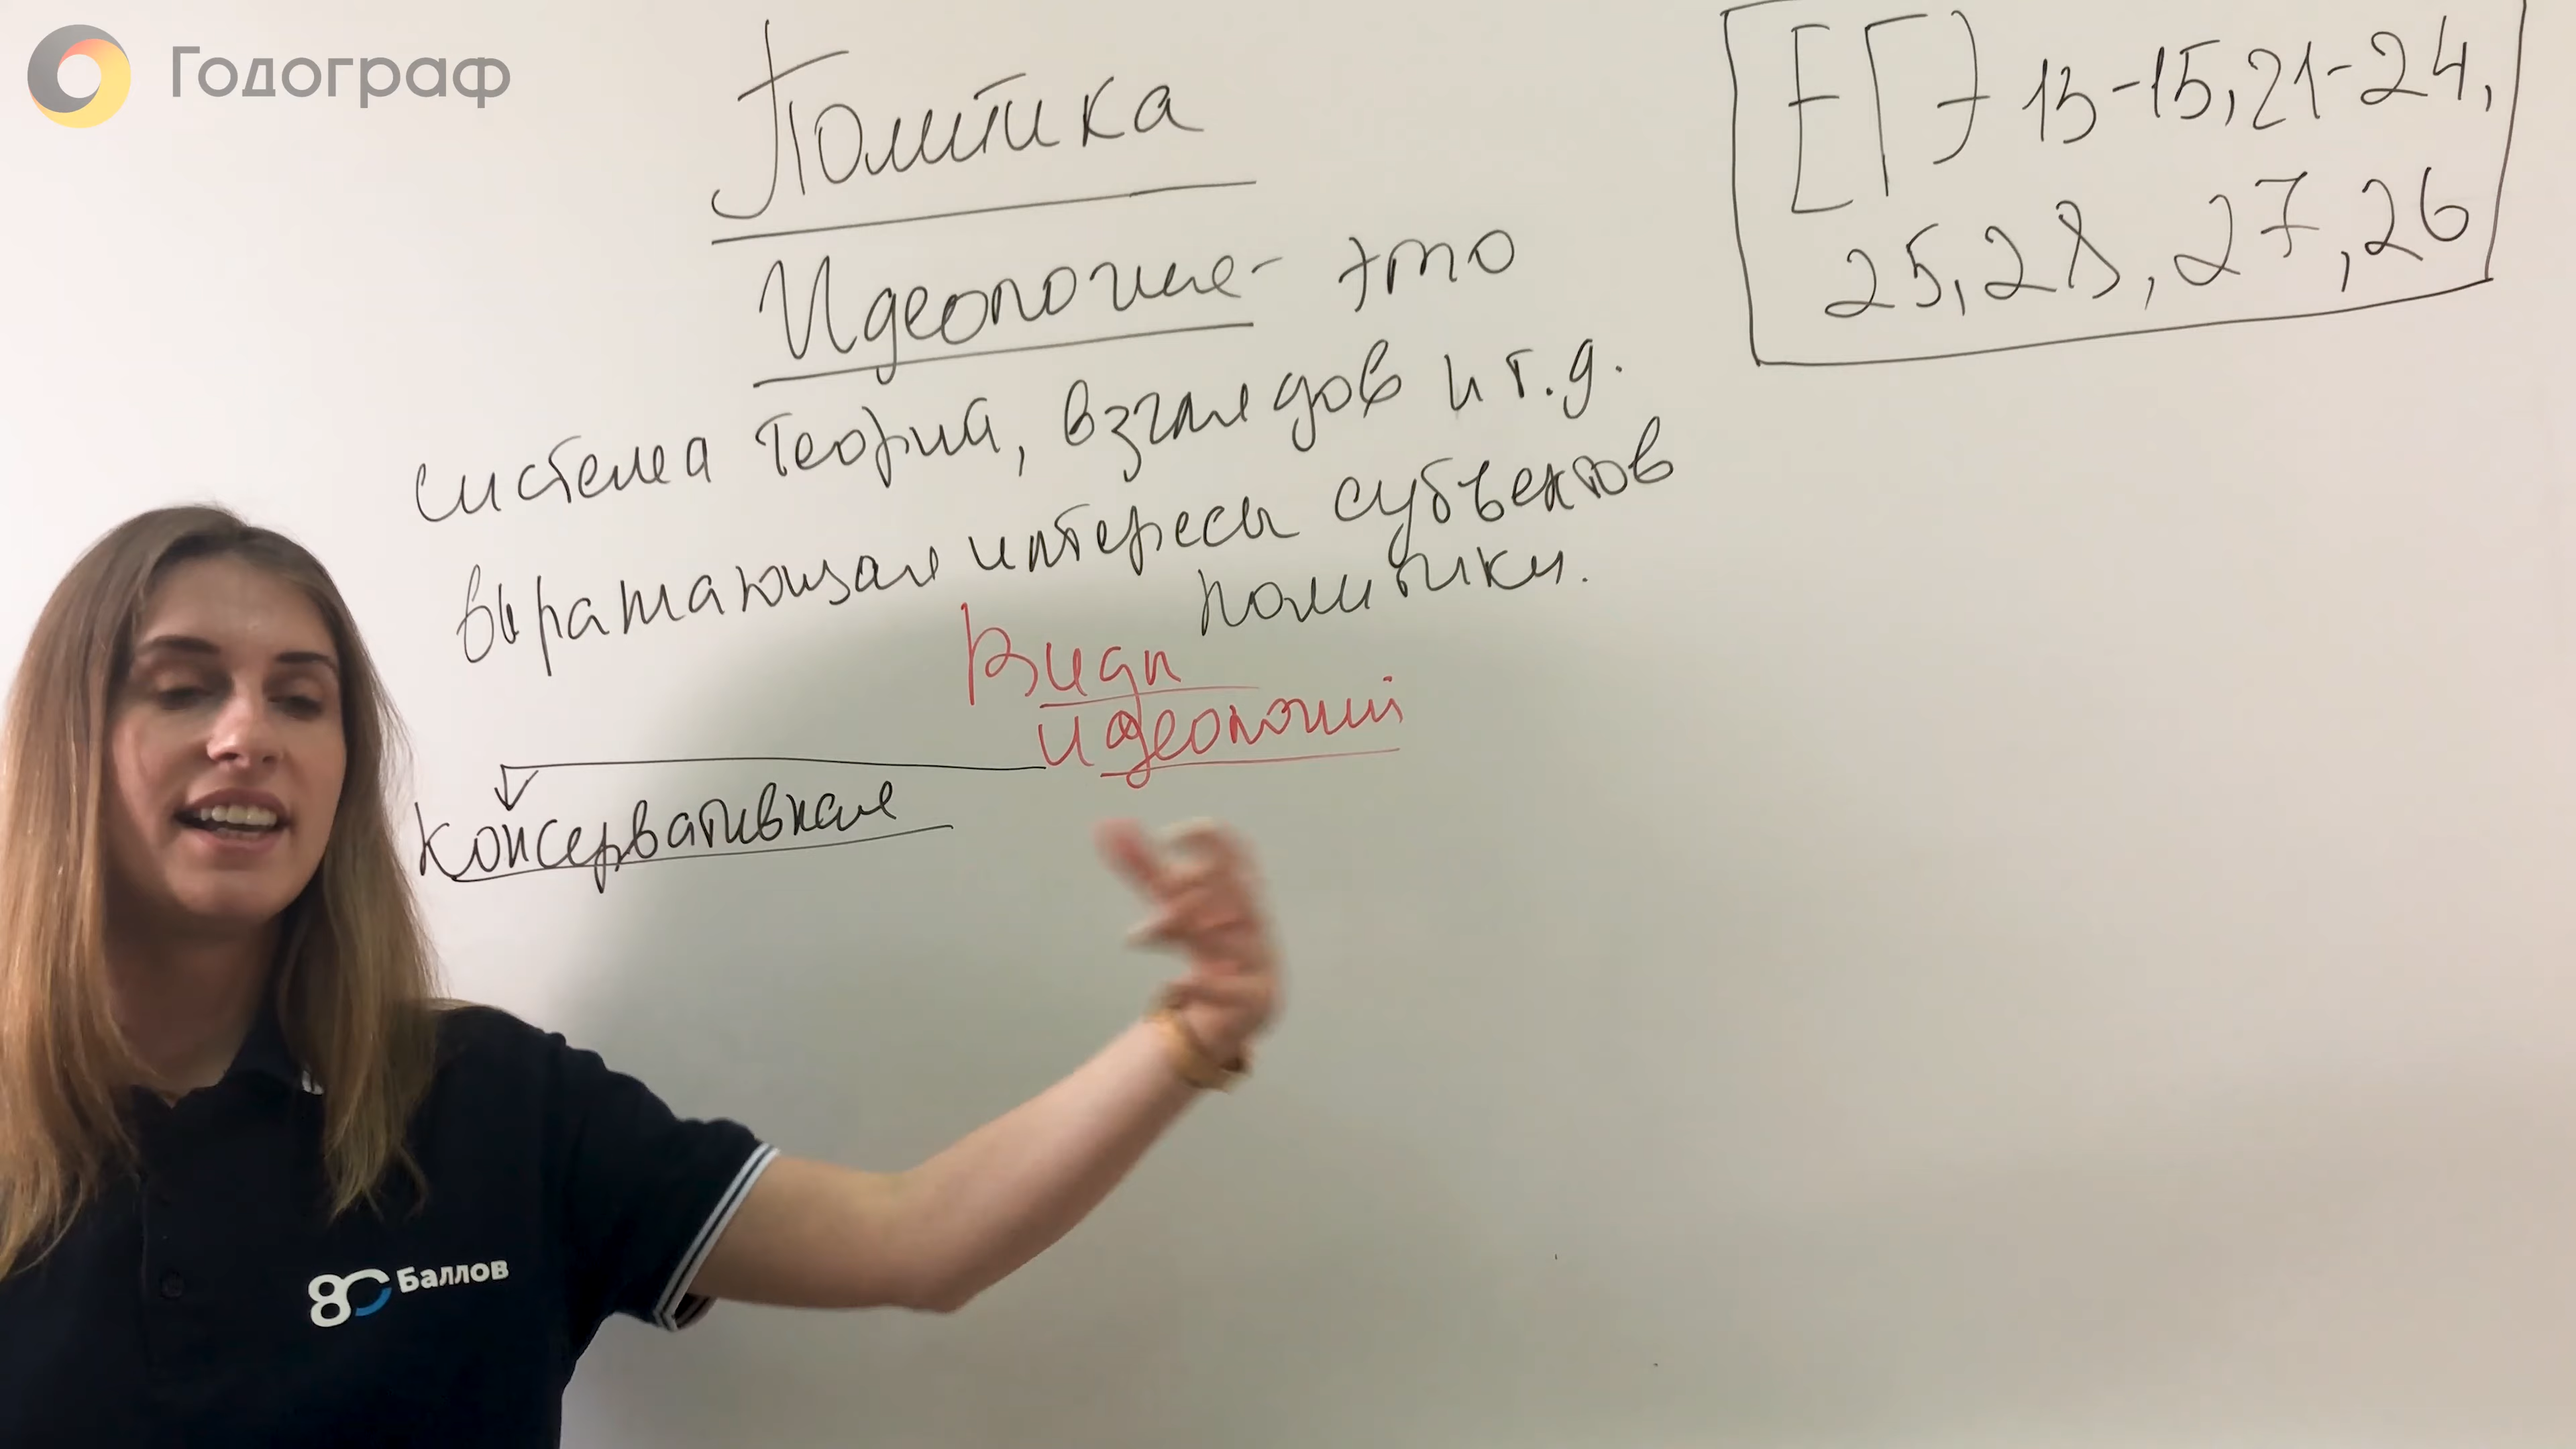 Годограф
Политика
ЕГЭ 13-15,21-24,
25,28,27,26
Идеология- это
система теорий, взглядов и т.д.
выражающая интересы субъектов
политики.
Виды
идеологий
Консервативная
80 Баллов